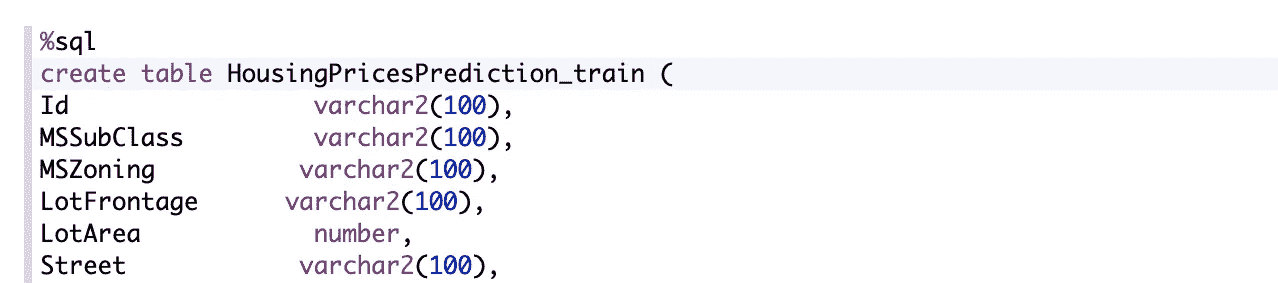 %sql
create table HousingPricesPrediction_train (
Id varchar2(100),
MSSubClass varchar2(100),
MSZoning varchar2(100),
LotFrontage varchar2(100),
LotArea number,
Street varchar2(100),